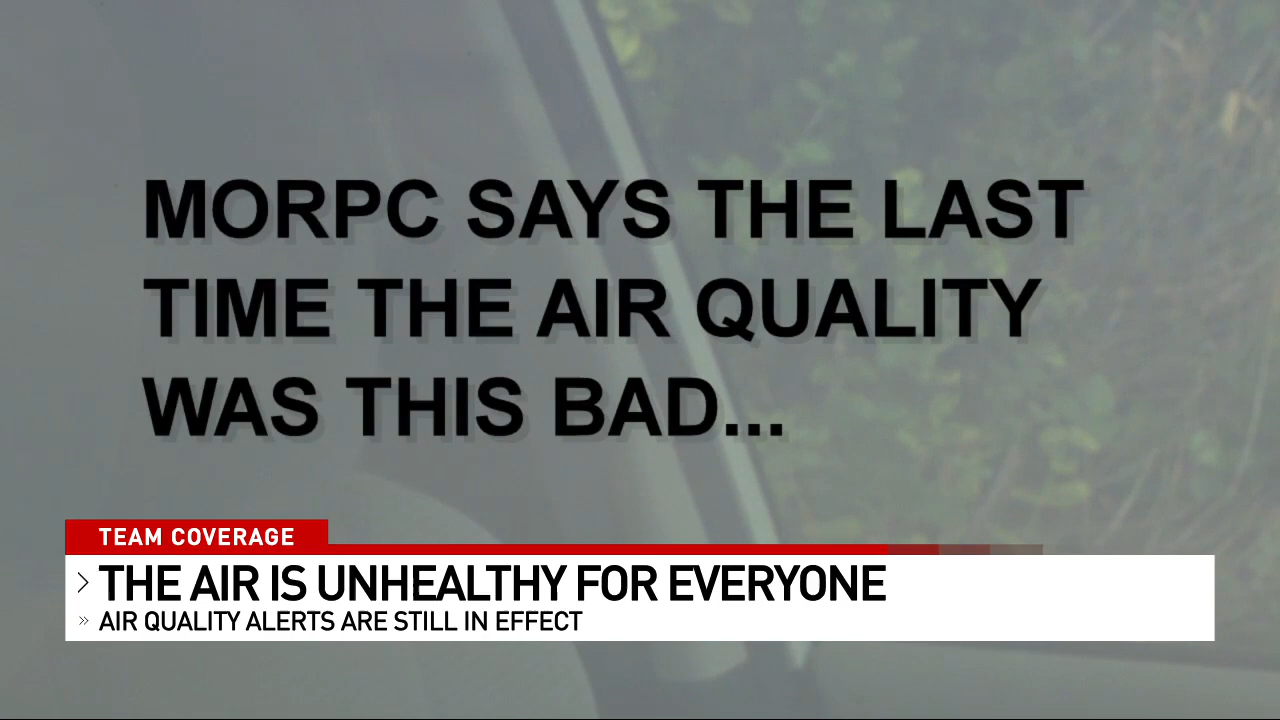 MORPC SAYS THE LAST
TIME THE AIR QUALITY
WAS THIS BAD...
TEAM COVERAGE
> THE AIR IS UNHEALTHY FOR EVERYONE
» AIR QUALITY ALERTS ARE STILL IN EFFECT